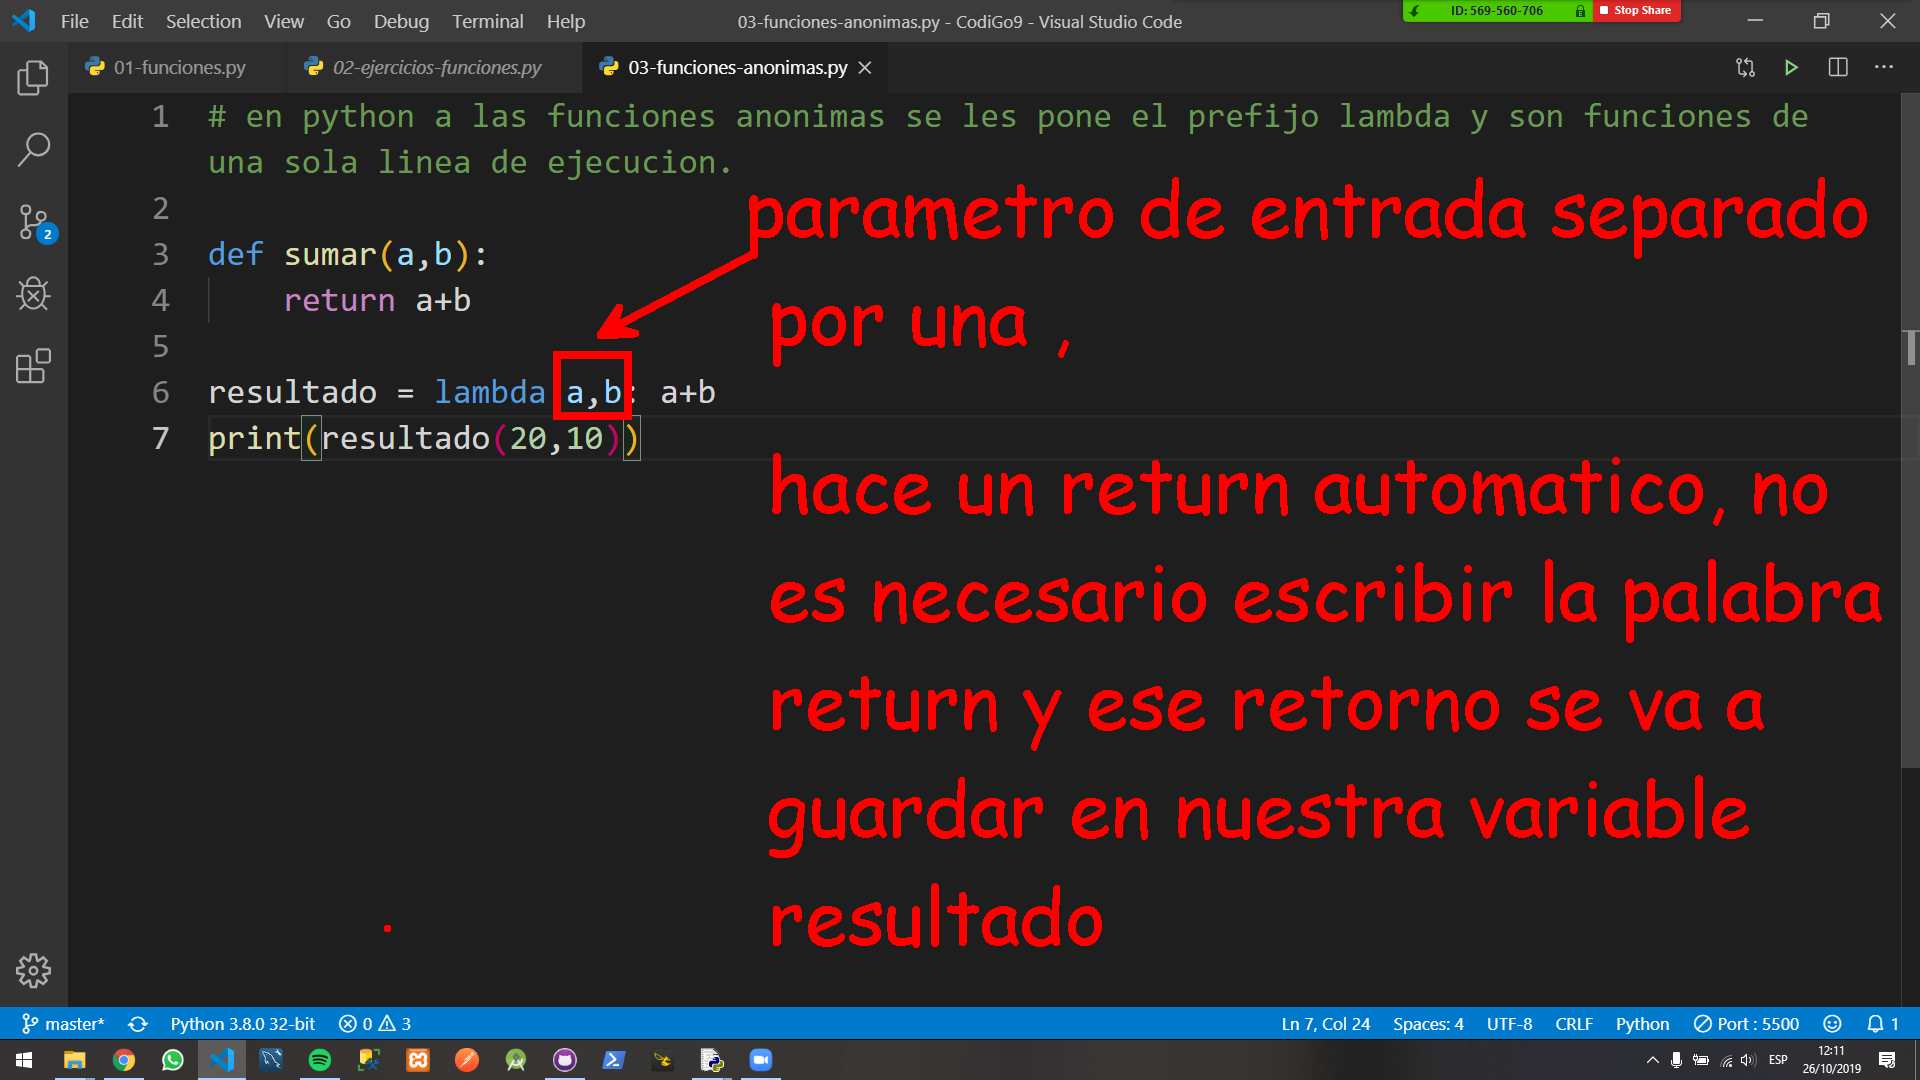 File Edit Selection View Go Debug Terminal Help
03-funciones-anonimas.py - CodiGo9 - Visual Studio Code
ID: 569-560-706
Stop Share
01-funciones.py
02-ejercicios-funciones.py
03-funciones-anonimas.py
1 # en python a las funciones anonimas se les pone el prefijo lambda y son funciones de
una sola linea de ejecucion.
2
3 def sumar(a,b):
4 return a+b
5
6 resultado = lambda a,b: a+b
7 print(resultado(20,10))
parametro de entrada separado
por una ,
hace un return automatico, no
es necesario escribir la palabra
return y ese retorno se va a
guardar en nuestra variable
resultado
2
master* Python 3.8.0 32-bit 0 3
Ln 7, Col 24 Spaces: 4 UTF-8 CRLF Python Port : 5500 1
ESP
12:11
26/10/2019